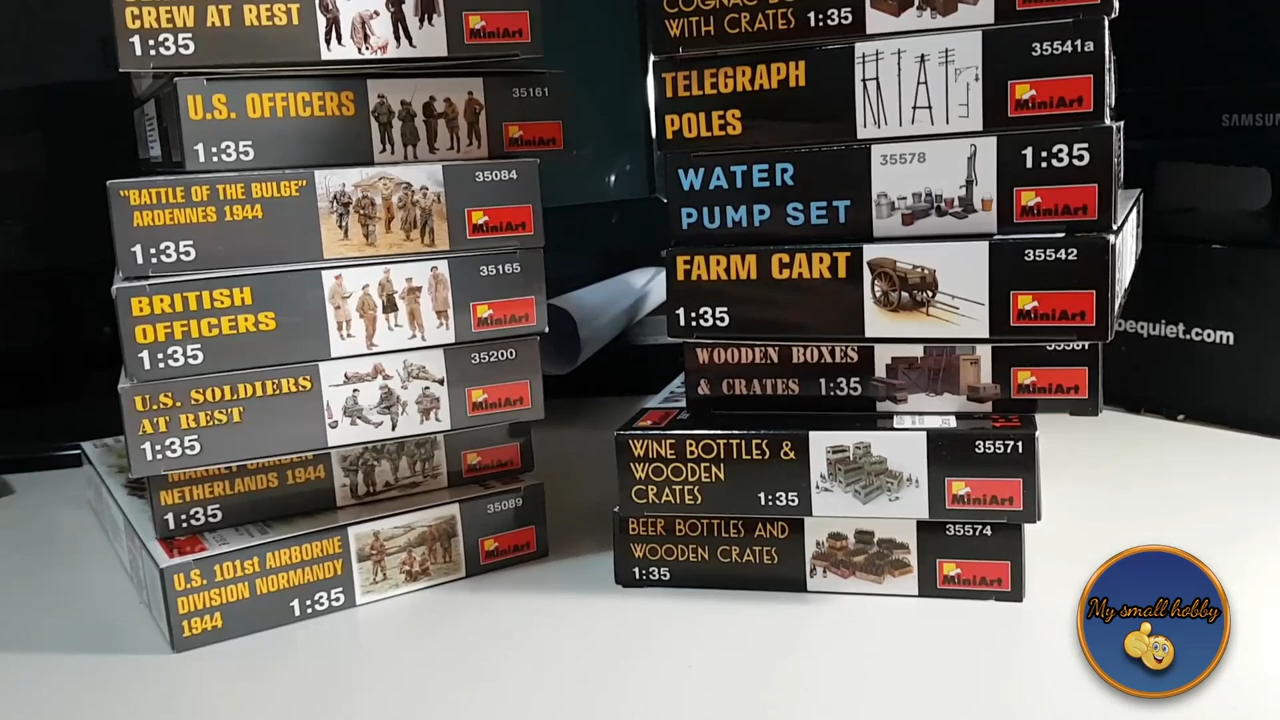 CREW AT REST
1:35
MiniArt
U.S. OFFICERS
35161
1:35
MiniArt
"BATTLE OF THE BULGE"
ARDENNES 1944
35084
1:35
MiniArt
BRITISH
OFFICERS
35165
1:35
MiniArt
U.S. SOLDIERS
AT REST
35200
1:35
MiniArt
MARKET GARDEN
NETHERLANDS 1944
1:35
MiniArt
U.S. 101st AIRBORNE
DIVISION NORMANDY
1944
35089
1:35
MiniArt
COGNAC
WITH CRATES 1:35
MiniArt
TELEGRAPH
POLES
35541a
MiniArt
WATER
PUMP SET
35578
1:35
MiniArt
FARM CART
35542
1:35
MiniArt
WOODEN BOXES
& CRATES 1:35
MiniArt
WINE BOTTLES &
WOODEN
CRATES 1:35
35571
MiniArt
BEER BOTTLES AND
WOODEN CRATES
1:35
35574
MiniArt
SAMSU
bequiet.com
My small hobby